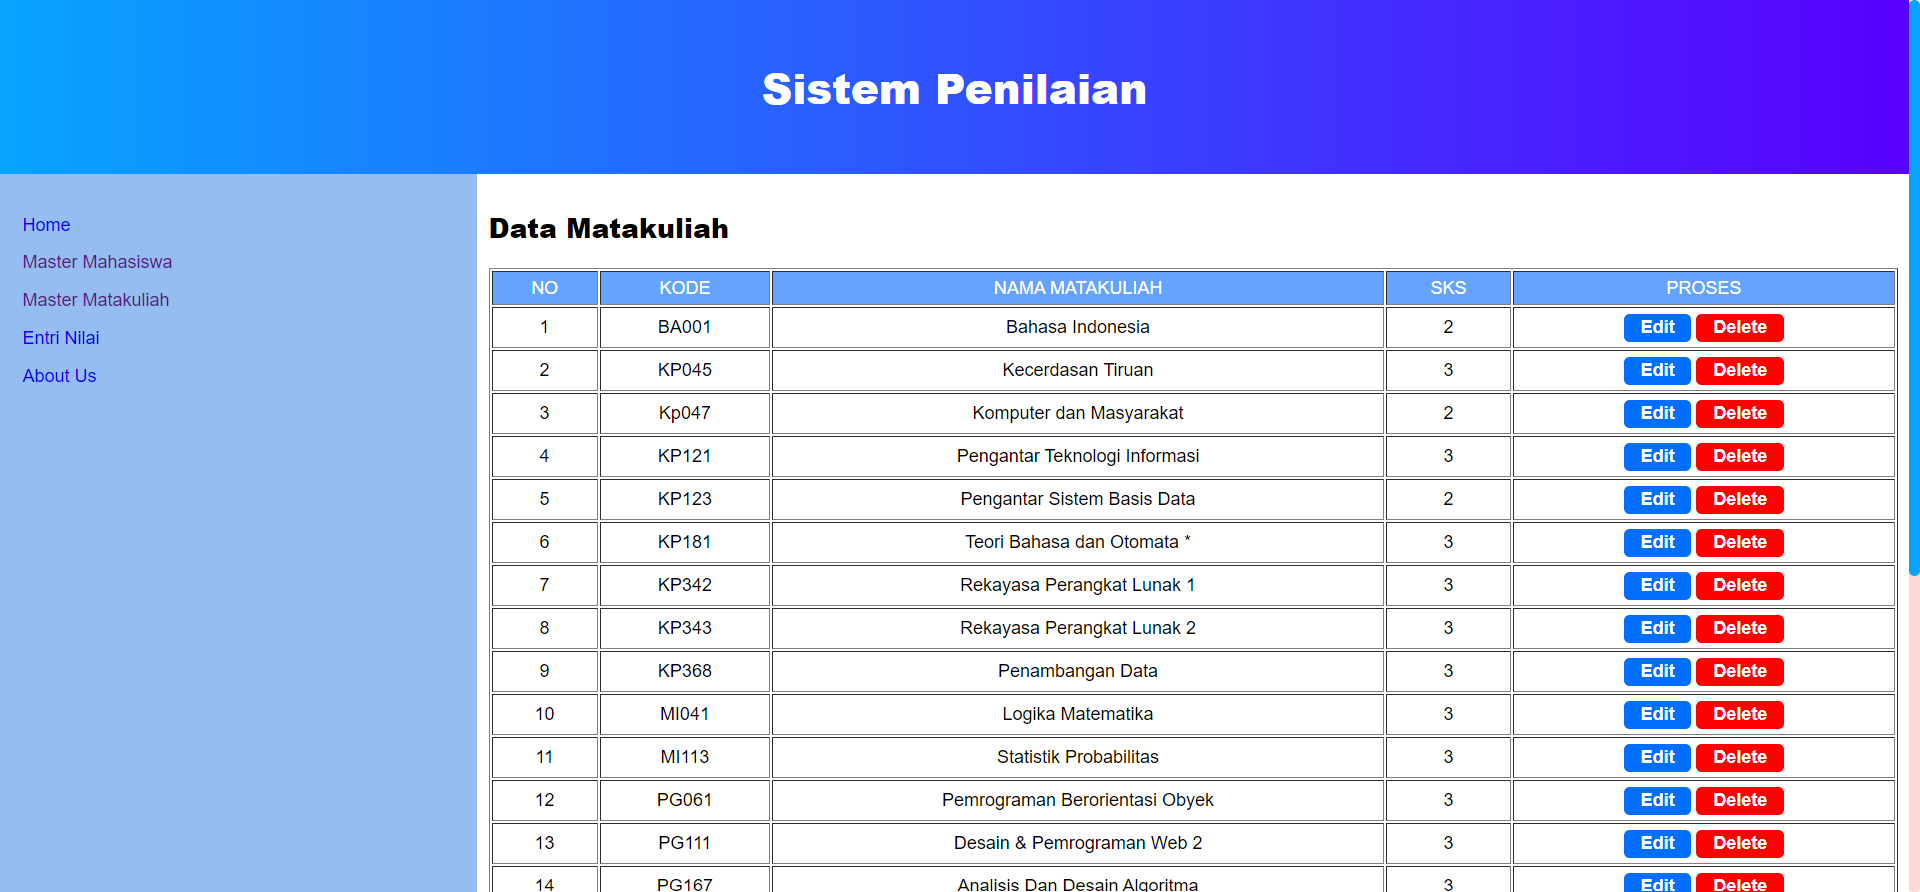 Sistem Penilaian
Home
Master Mahasiswa
Master Matakuliah
Entri Nilai
About Us
Data Matakuliah
NO KODE NAMA MATAKULIAH SKS PROSES
1 BA001 Bahasa Indonesia 2 Edit Delete
2 KP045 Kecerdasan Tiruan 3 Edit Delete
3 Kp047 Komputer dan Masyarakat 2 Edit Delete
4 KP121 Pengantar Teknologi Informasi 3 Edit Delete
5 KP123 Pengantar Sistem Basis Data 2 Edit Delete
6 KP181 Teori Bahasa dan Otomata * 3 Edit Delete
7 KP342 Rekayasa Perangkat Lunak 1 3 Edit Delete
8 KP343 Rekayasa Perangkat Lunak 2 3 Edit Delete
9 KP368 Penambangan Data 3 Edit Delete
10 MI041 Logika Matematika 3 Edit Delete
11 MI113 Statistik Probabilitas 3 Edit Delete
12 PG061 Pemrograman Berorientasi Obyek 3 Edit Delete
13 PG111 Desain & Pemrograman Web 2 3 Edit Delete
14 PG167 Analisis Dan Desain Algoritma 3 Edit Delete